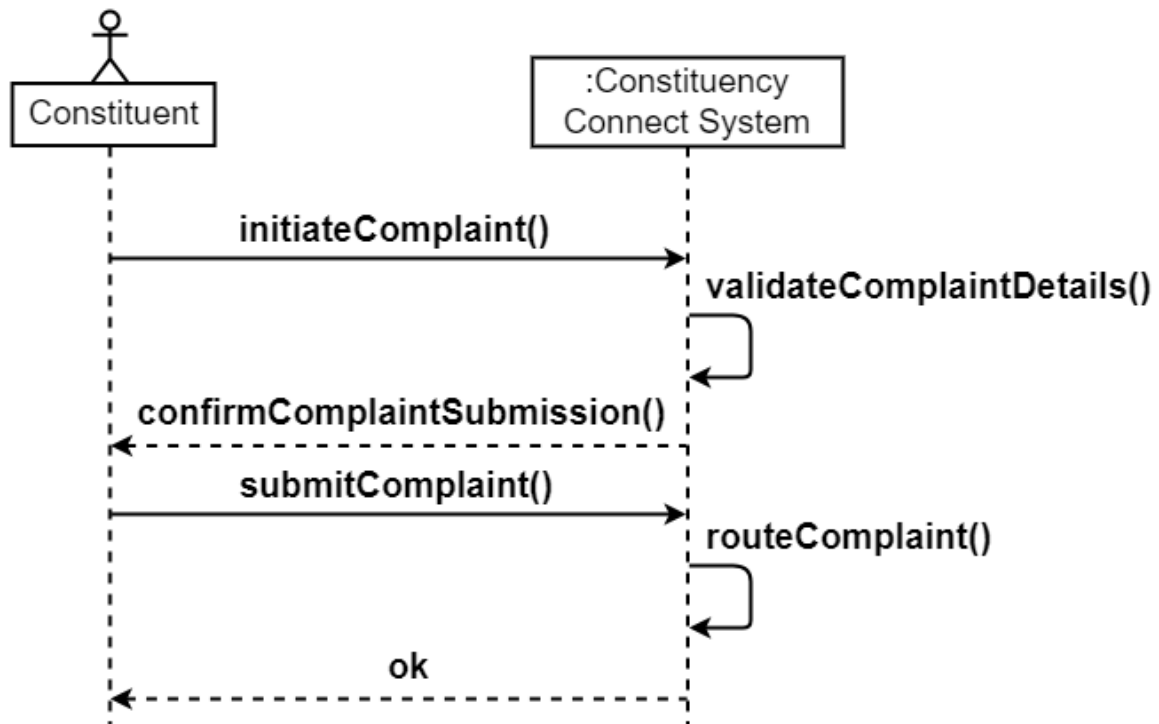 Constituent
:Constituency
Connect System
initiateComplaint()
validateComplaintDetails()
confirmComplaintSubmission()
submitComplaint()
routeComplaint()
ok